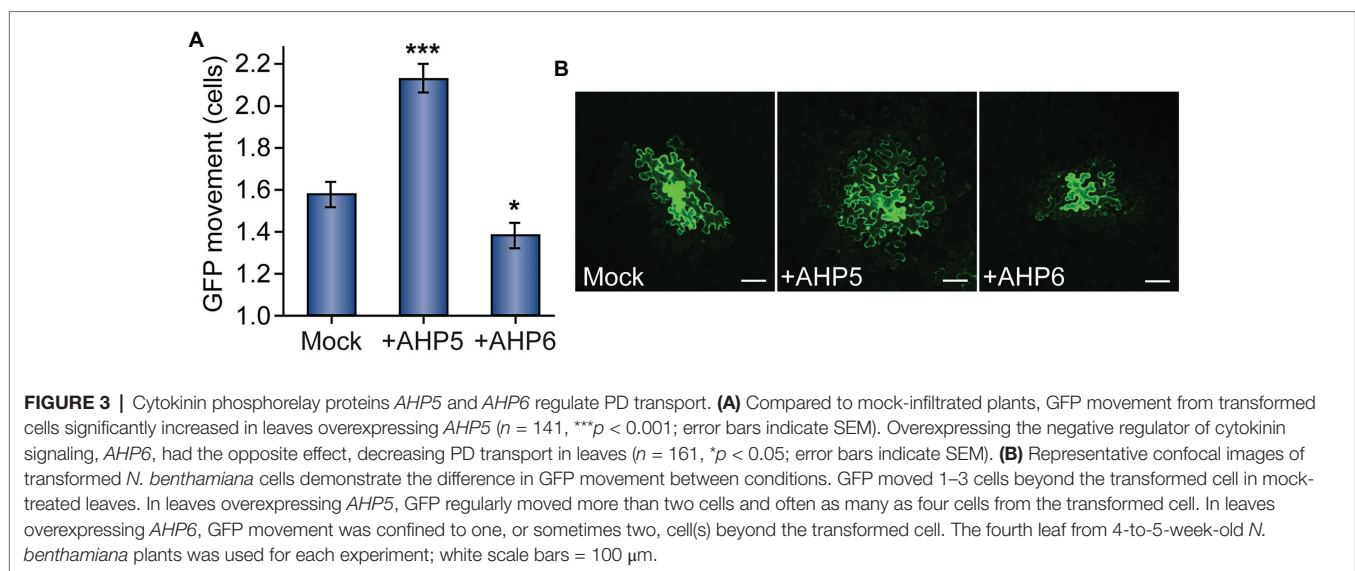 A
GFP movement (cells)
2.2
2.0
1.8
1.6
1.4
1.2
1.0
***
*
Mock +AHP5 +AHP6
B
Mock
+AHP5
+AHP6
FIGURE 3 | Cytokinin phosphorelay proteins AHP5 and AHP6 regulate PD transport. (A) Compared to mock-infiltrated plants, GFP movement from transformed
cells significantly increased in leaves overexpressing AHP5 (n = 141, ***p < 0.001; error bars indicate SEM). Overexpressing the negative regulator of cytokinin
signaling, AHP6, had the opposite effect, decreasing PD transport in leaves (n = 161, *p < 0.05; error bars indicate SEM). (B) Representative confocal images of
transformed N. benthamiana cells demonstrate the difference in GFP movement between conditions. GFP moved 1–3 cells beyond the transformed cell in mock-
treated leaves. In leaves overexpressing AHP5, GFP regularly moved more than two cells and often as many as four cells from the transformed cell. In leaves
overexpressing AHP6, GFP movement was confined to one, or sometimes two, cell(s) beyond the transformed cell. The fourth leaf from 4-to-5-week-old N.
benthamiana plants was used for each experiment; white scale bars = 100 μm.